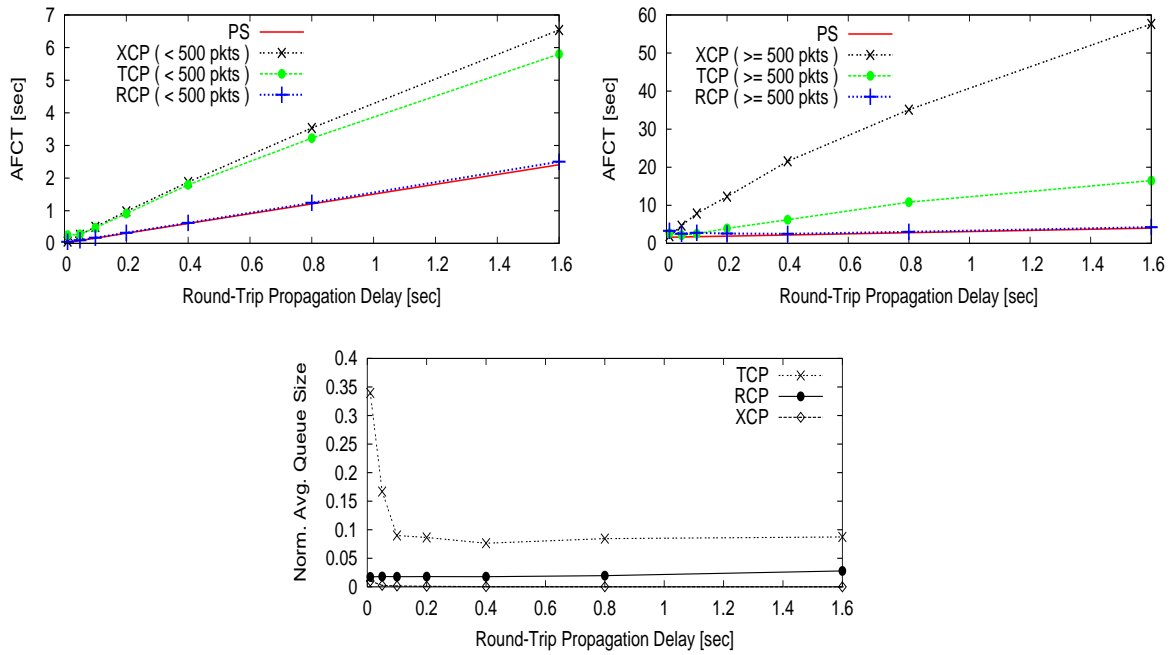 7
6
5
4
3
2
1
0
AFCT [sec]
PS
XCP ( < 500 pkts )
TCP ( < 500 pkts )
RCP ( < 500 pkts )
0 0.2 0.4 0.6 0.8 1 1.2 1.4 1.6
Round-Trip Propagation Delay [sec]
60
50
40
30
20
10
0
AFCT [sec]
PS
XCP ( >= 500 pkts )
TCP ( >= 500 pkts )
RCP ( >= 500 pkts )
0 0.2 0.4 0.6 0.8 1 1.2 1.4 1.6
Round-Trip Propagation Delay [sec]
0.4
0.35
0.3
0.25
0.2
0.15
0.1
0.05
0
Norm. Avg. Queue Size
TCP
RCP
XCP
0 0.2 0.4 0.6 0.8 1 1.2 1.4 1.6
Round-Trip Propagation Delay [sec]